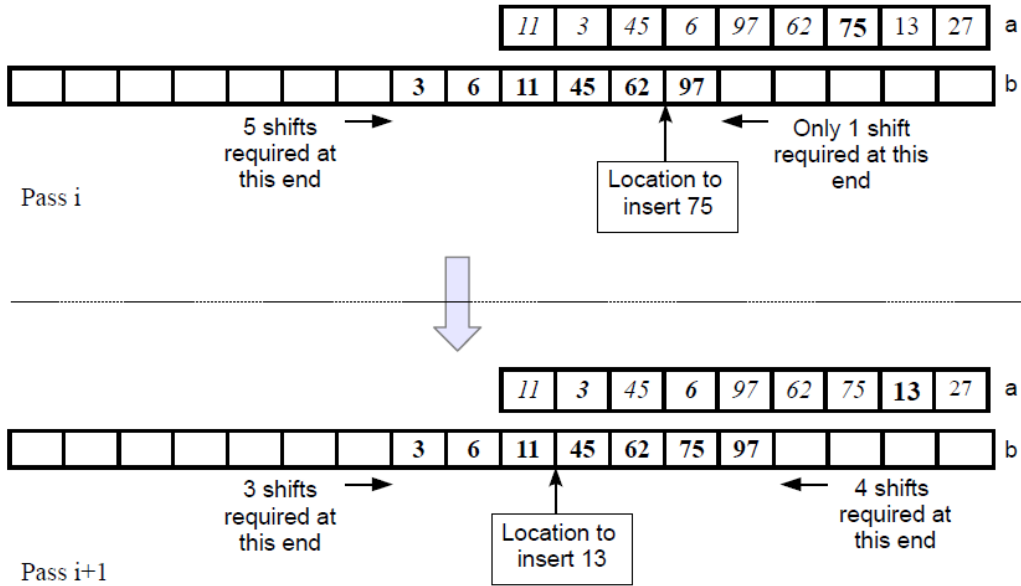 11 3 45 6 97 62 75 13 27 a
3 6 11 45 62 97 b
5 shifts
required at
this end
Only 1 shift
required at this
end
Location to
insert 75
Pass i
11 3 45 6 97 62 75 13 27 a
3 6 11 45 62 75 97 b
3 shifts
required at
this end
4 shifts
required at
this end
Location to
insert 13
Pass i+1